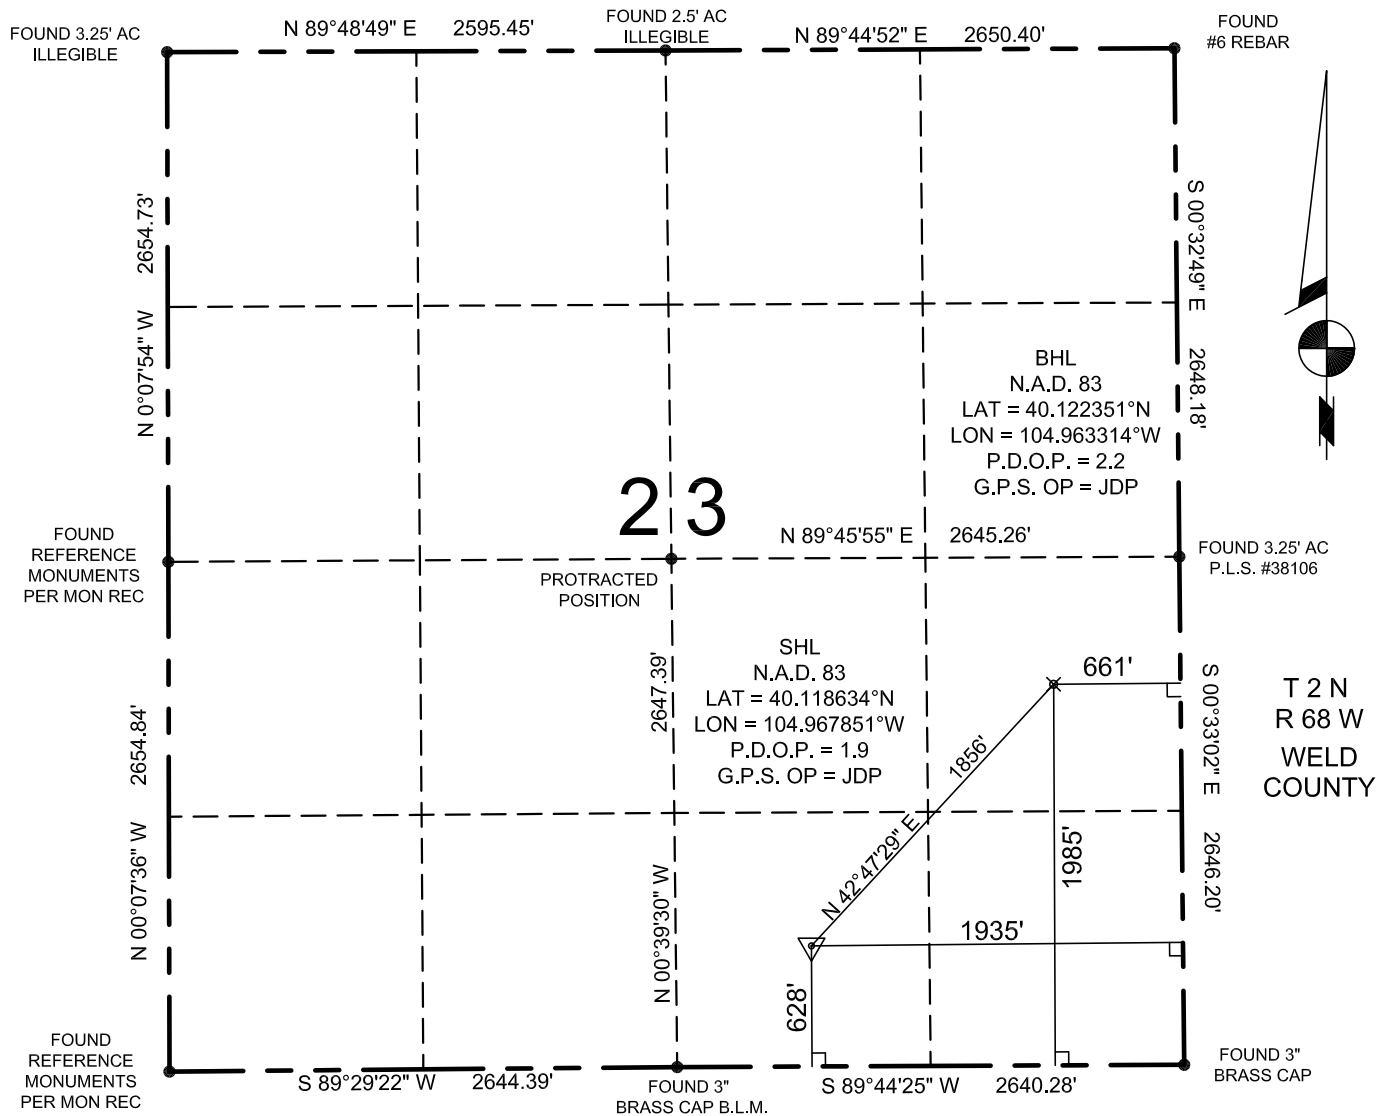 FOUND 3.25' AC
ILLEGIBLE
N 89°48'49" E 2595.45'
FOUND 2.5' AC
ILLEGIBLE
N 89°44'52" E 2650.40'
FOUND
#6 REBAR
N 0°07'54" W 2654.73'
S 00°32'49" E 2648.18'
BHL
N.A.D. 83
LAT = 40.122351°N
LON = 104.963314°W
P.D.O.P. = 2.2
G.P.S. OP = JDP
23
FOUND
REFERENCE
MONUMENTS
PER MON REC
N 89°45'55" E 2645.26'
FOUND 3.25' AC
P.L.S. #38106
PROTRACTED
POSITION
SHL
N.A.D. 83
LAT = 40.118634°N
LON = 104.967851°W
P.D.O.P. = 1.9
G.P.S. OP = JDP
661'
T 2 N
R 68 W
WELD
COUNTY
N 00°07'36" W 2654.84'
N 00°39'30" W 2647.39'
N 42°47'29" E 1856'
1985'
S 00°33'02" E 2646.20'
1935'
628'
FOUND
REFERENCE
MONUMENTS
PER MON REC
S 89°29'22" W 2644.39'
FOUND 3"
BRASS CAP B.L.M.
S 89°44'25" W 2640.28'
FOUND 3"
BRASS CAP